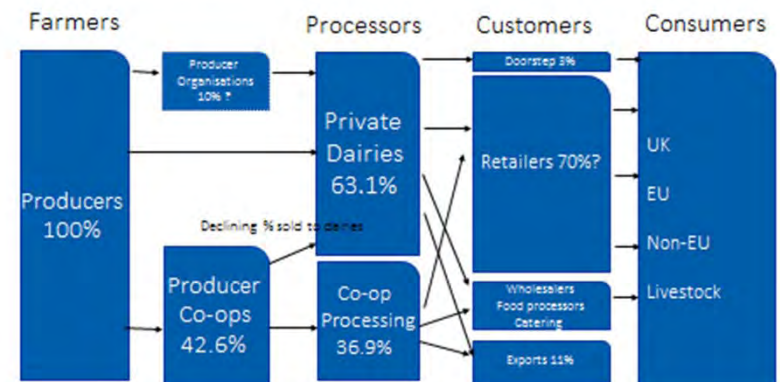 Farmers
Processors
Customers
Consumers
Producers
100%
Producer
Organisations
10% ?
Declining % sold to dairies
Producer
Co-ops
42.6%
Private
Dairies
63.1%
Co-op
Processing
36.9%
Doorstep 3%
Retailers 70%?
Wholesalers
Food processors
Catering
Exports 11%
UK
EU
Non-EU
Livestock